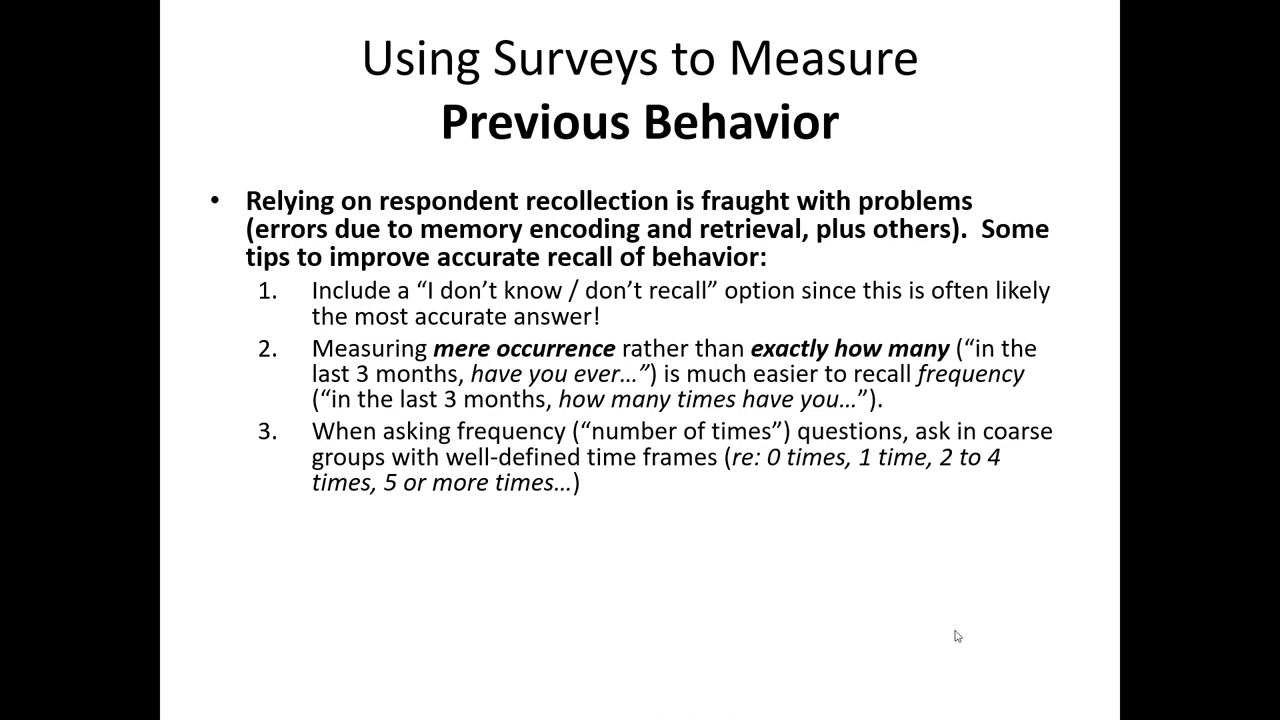 Using Surveys to Measure
Previous Behavior
• Relying on respondent recollection is fraught with problems
(errors due to memory encoding and retrieval, plus others).  Some
tips to improve accurate recall of behavior:
1. Include a “I don’t know / don’t recall” option since this is often likely
the most accurate answer!
2. Measuring mere occurrence rather than exactly how many (“in the
last 3 months, have you ever…”) is much easier to recall frequency
(“in the last 3 months, how many times have you…”).
3. When asking frequency (“number of times”) questions, ask in coarse
groups with well-defined time frames (re: 0 times, 1 time, 2 to 4
times, 5 or more times…)